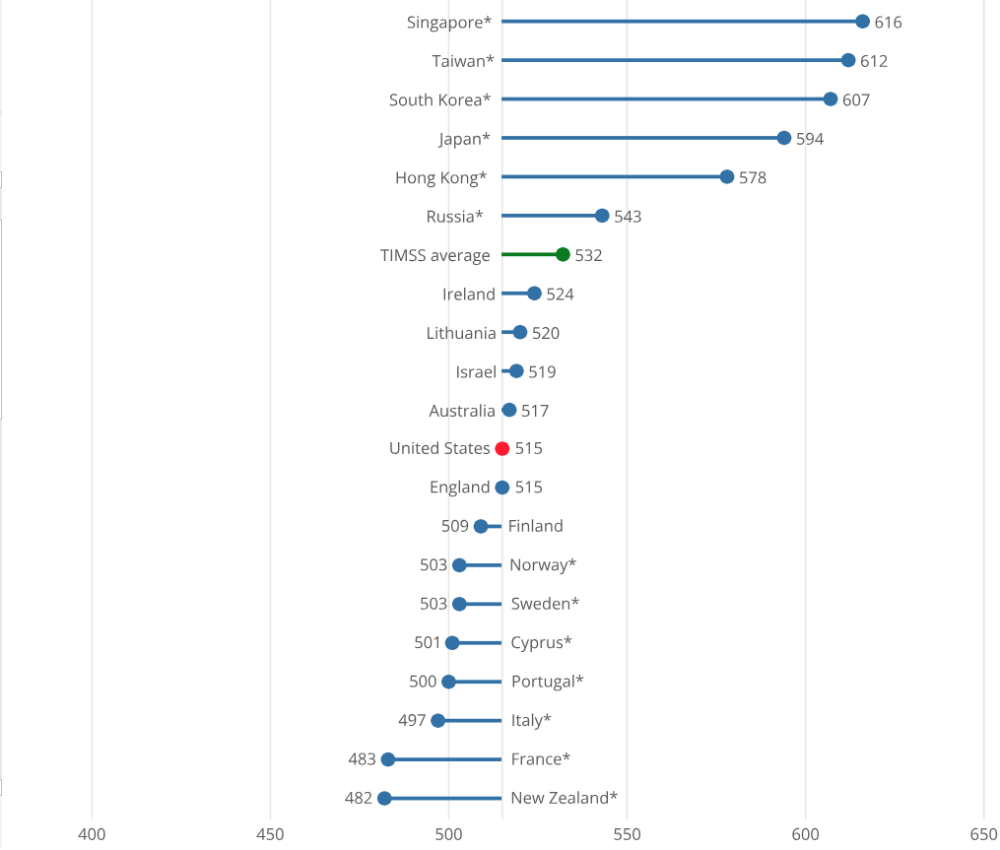 Singapore* 616
Taiwan* 612
South Korea* 607
Japan* 594
Hong Kong* 578
Russia* 543
TIMSS average 532
Ireland 524
Lithuania 520
Israel 519
Australia 517
United States 515
England 515
509 Finland
503 Norway*
503 Sweden*
501 Cyprus*
500 Portugal*
497 Italy*
483 France*
482 New Zealand*
400 450 500 550 600 650